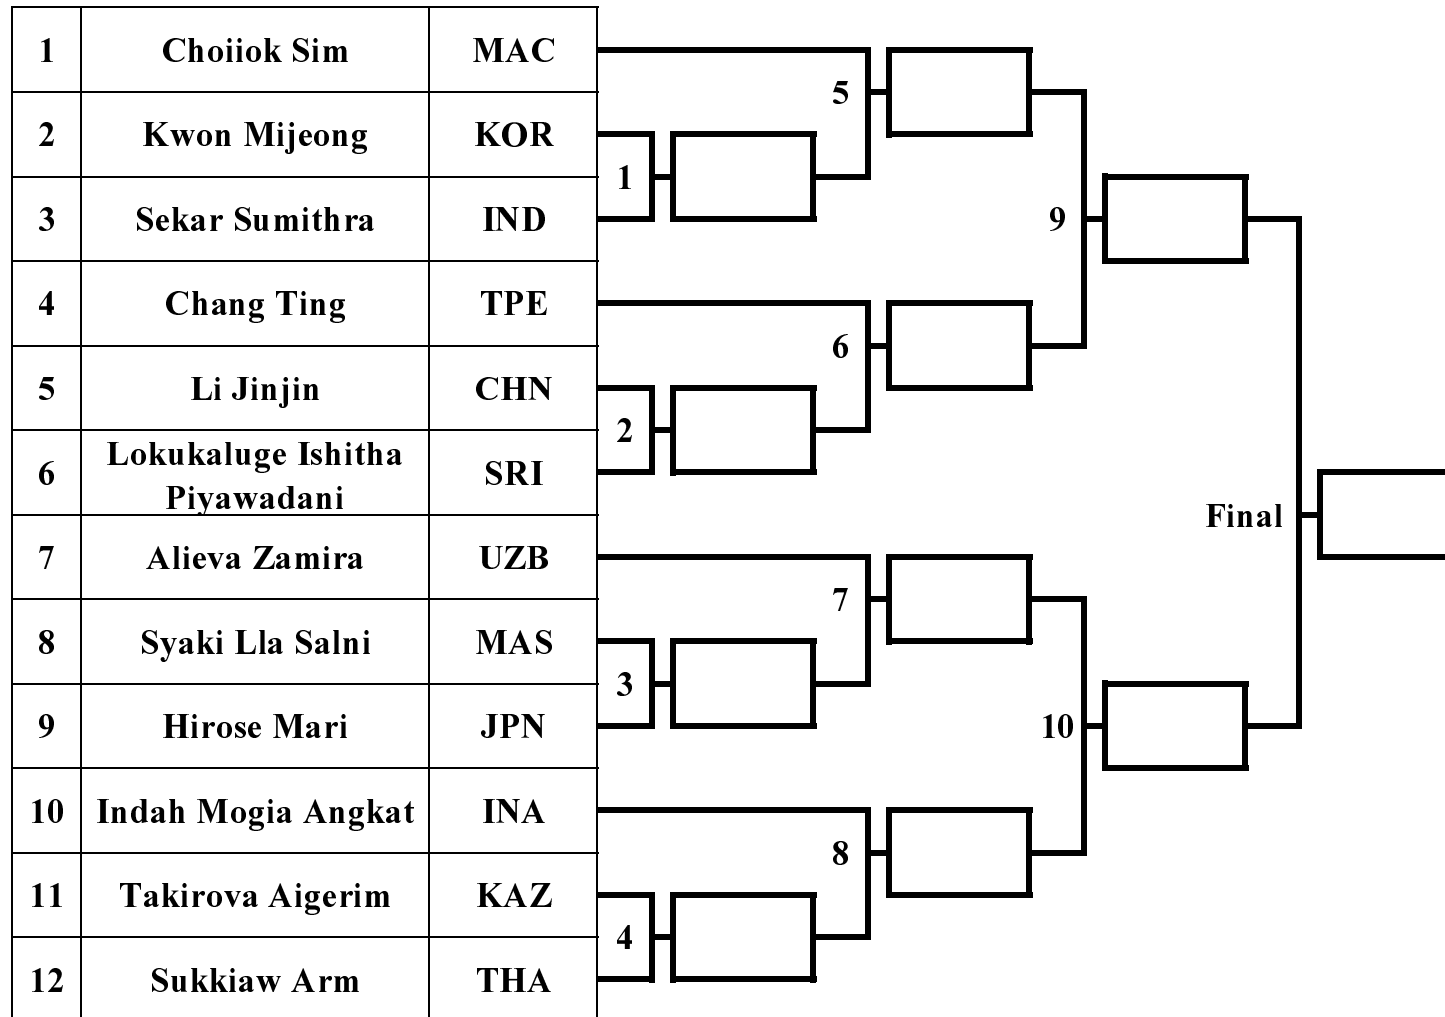 1 Choiiok Sim MAC
5
2 Kwon Mijeong KOR
1
3 Sekar Sumithra IND
9
4 Chang Ting TPE
6
5 Li Jinjin CHN
2
6 Lokukaluge Ishitha
Piyawadani SRI
Final
7 Alieva Zamira UZB
7
8 Syaki Lla Salni MAS
3
9 Hirose Mari JPN
10
10 Indah Mogia Angkat INA
8
11 Takirova Aigerim KAZ
4
12 Sukkiaw Arm THA